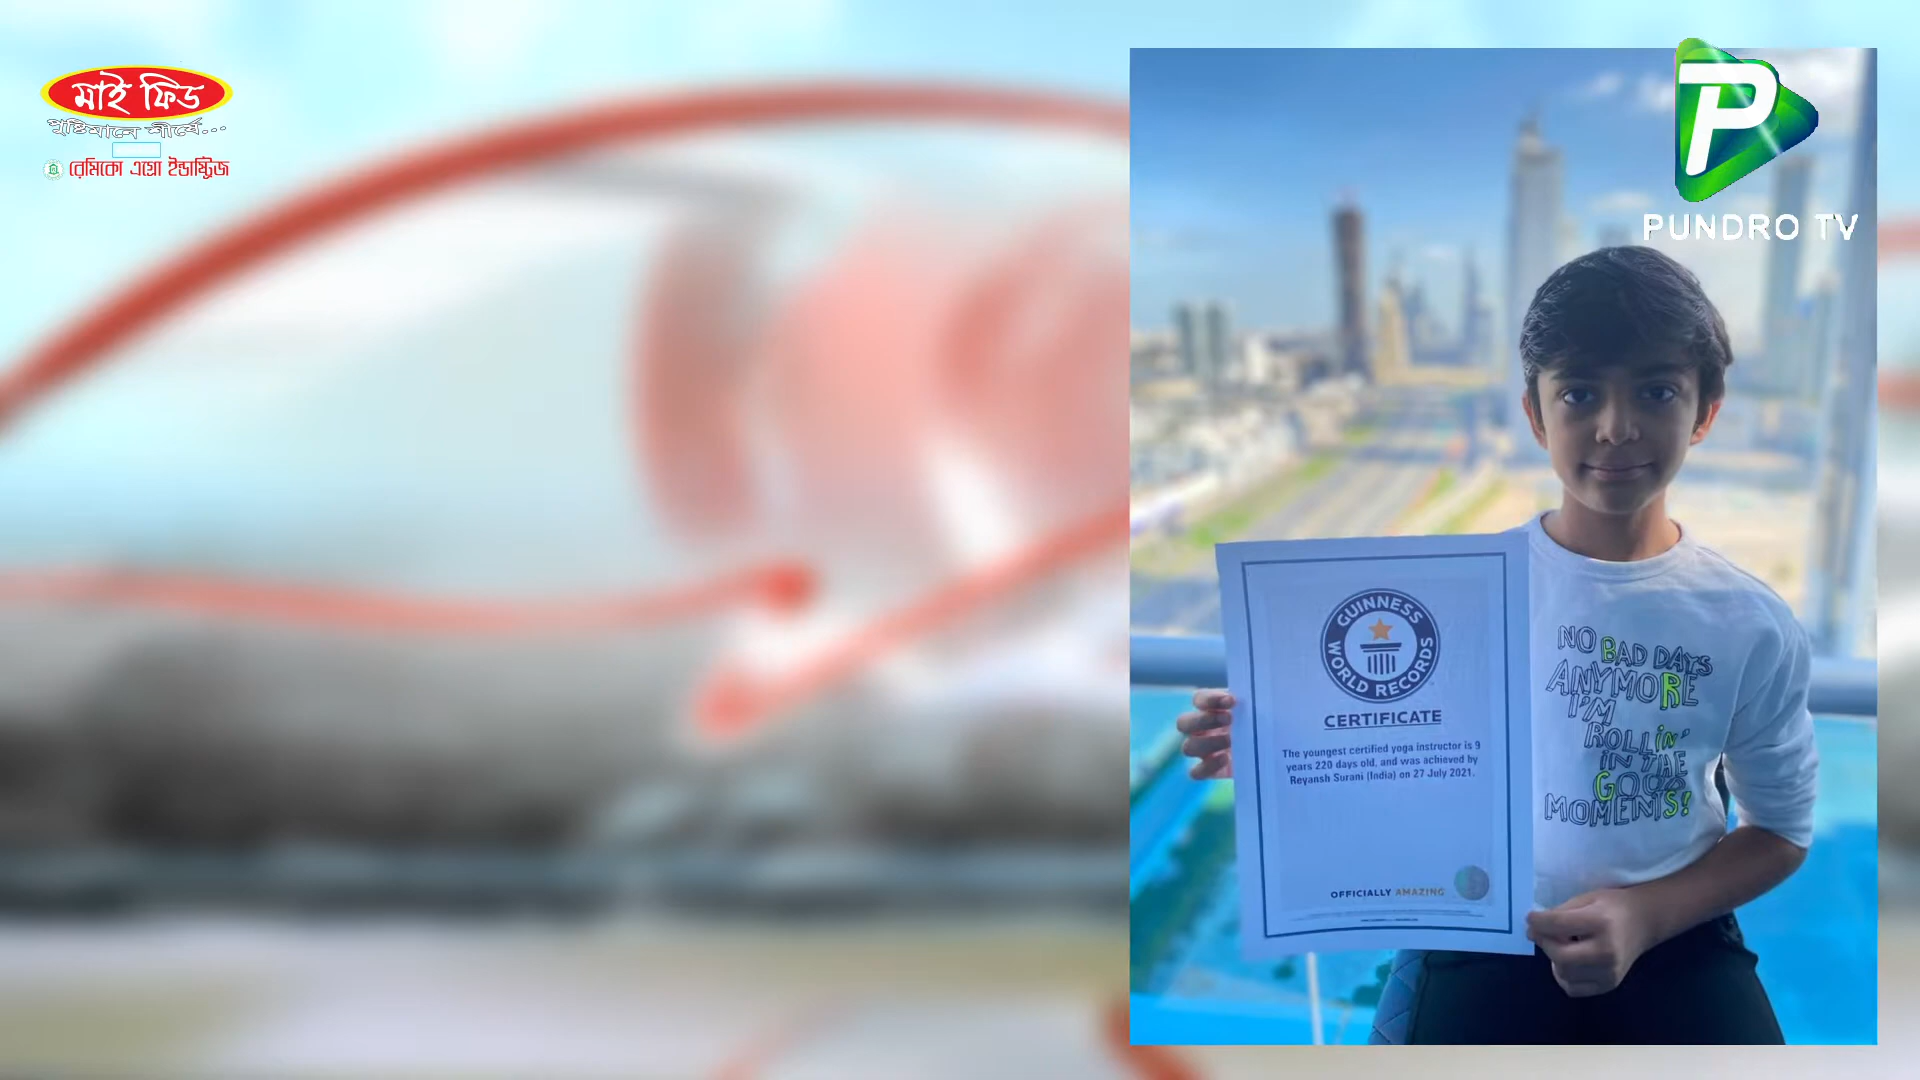 মাই ফিড
পুষ্টিমানে শীর্ষে...
রেমিকো এগ্রো ইন্ডাস্ট্রিজ
PUNDRO TV
GUINNESS
WORLD RECORDS
CERTIFICATE
The youngest certified yoga instructor is 9
years 220 days old, and was achieved by
Reyansh Surani (India) on 27 July 2021.
OFFICIALLY AMAZING
NO BAD DAYS
ANYMORE
I'M
ROLLiN'
iN THE
GOOD
MOMENTS!